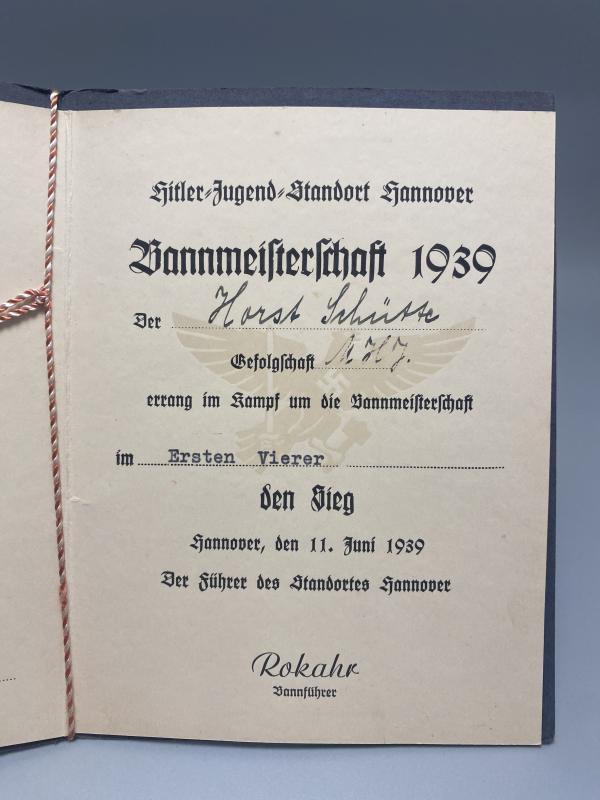 Hitler-Jugend-Standort Hannover
Bannmeisterschaft 1939
Der Horst Schütte
Gefolgschaft M.H.J.
errang im Kampf um die Bannmeisterschaft
im Ersten Vierer
den Sieg
Hannover, den 11. Juni 1939
Der Führer des Standortes Hannover
Rokahr
Bannführer